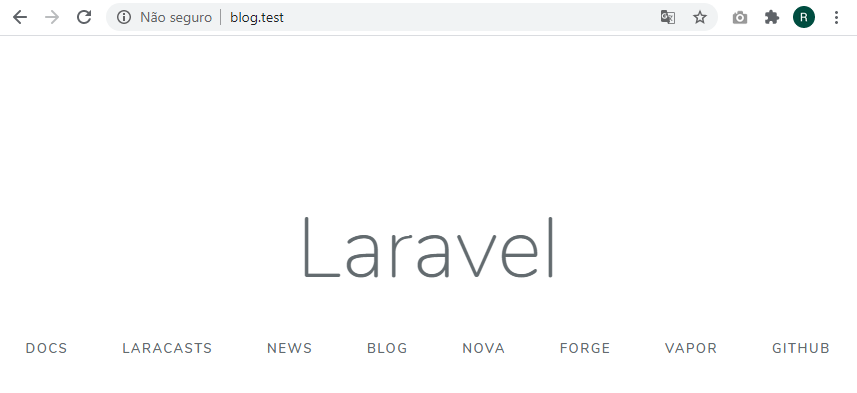 Não seguro blog.test R
Laravel
DOCS LARACASTS NEWS BLOG NOVA FORGE VAPOR GITHUB